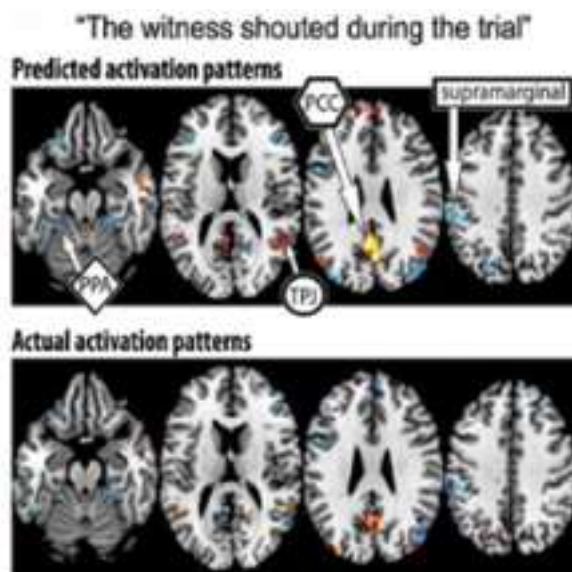 "The witness shouted during the trial"
Predicted activation patterns
PCC
supramarginal
PPA
TPJ
Actual activation patterns